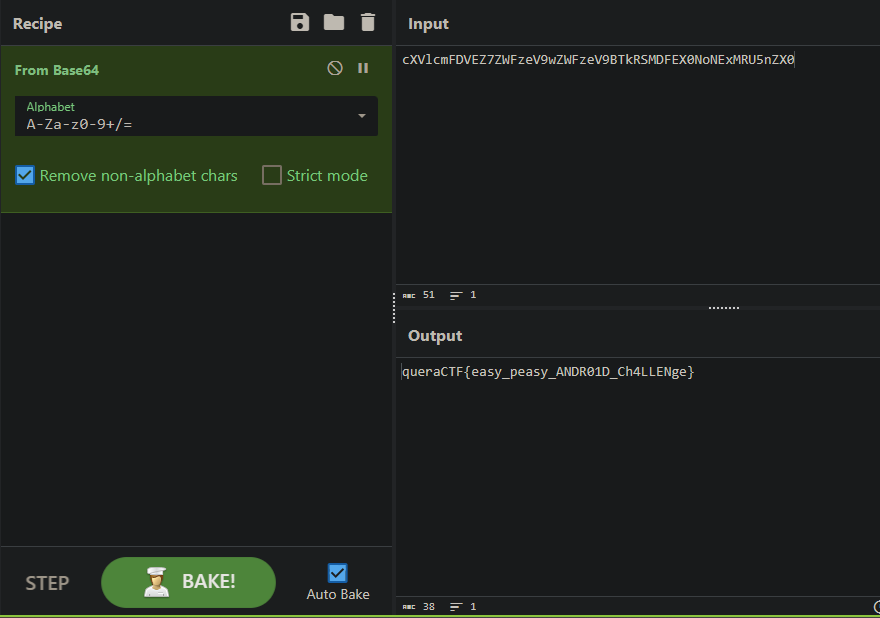 Recipe
From Base64
Alphabet
A-Za-z0-9+/=
Remove non-alphabet chars
Strict mode
STEP
BAKE!
Auto Bake
Input
cXVlcmFDVEZ7ZWFzeV9wZWFzeV9BTkRSMDFEX0NoNExMRU5nZX0
ABC 51 1
Output
queraCTF{easy_peasy_ANDR01D_Ch4LLENge}
ABC 38 1